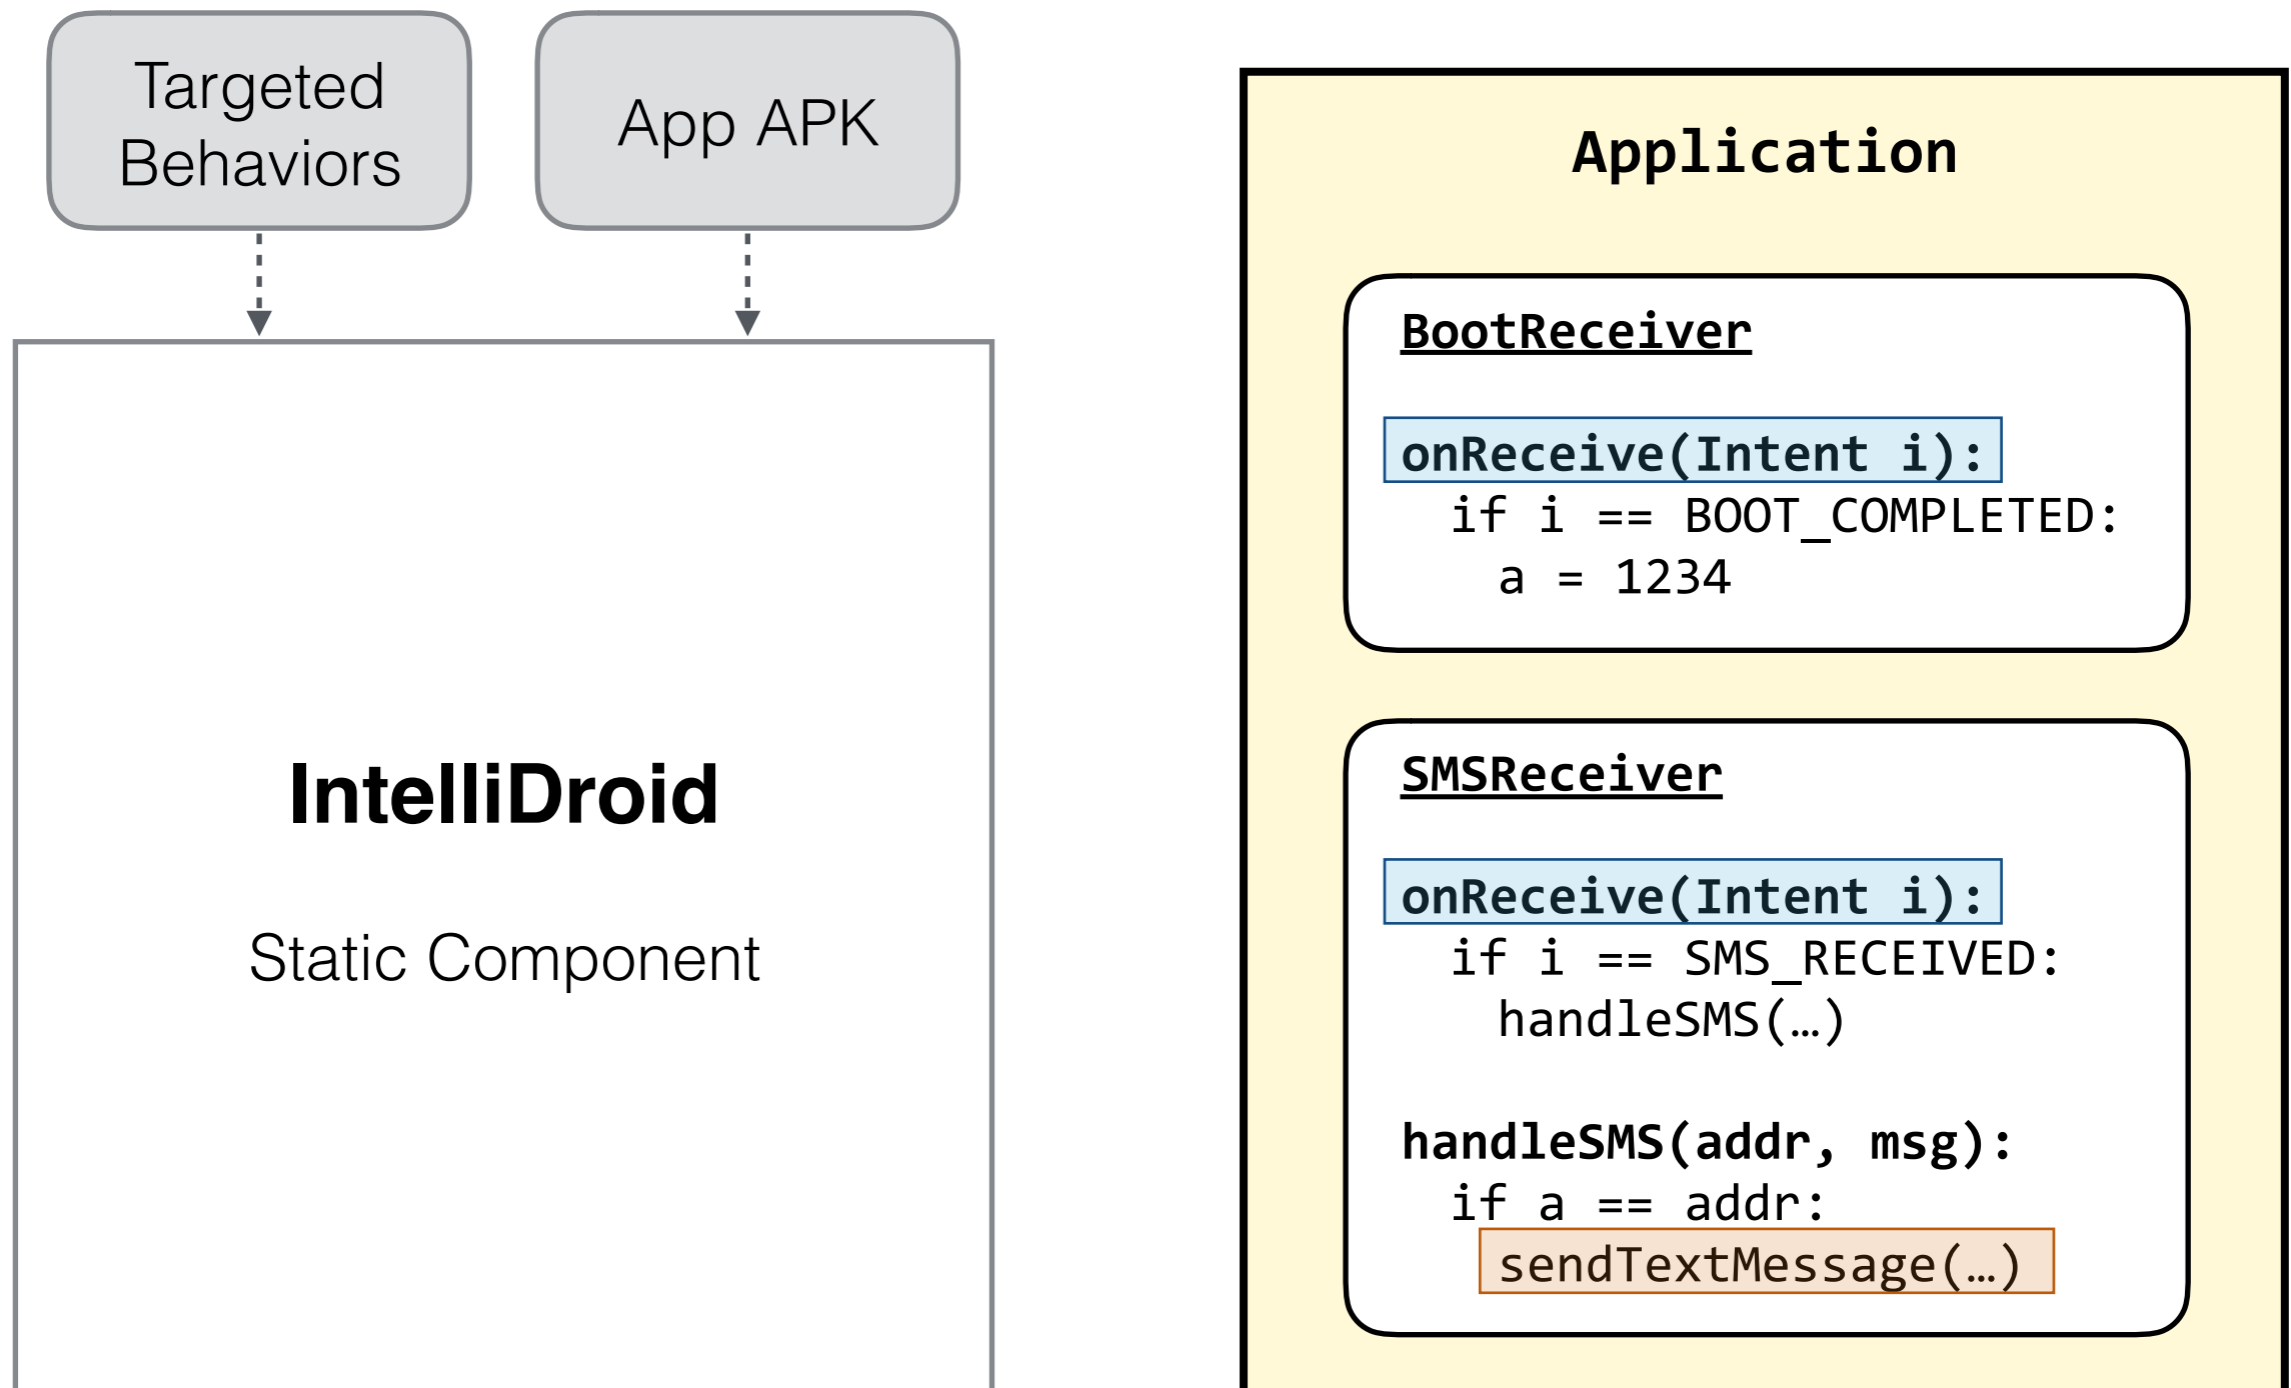 Targeted
Behaviors
App APK
IntelliDroid
Static Component
Application
BootReceiver
onReceive(Intent i):
if i == BOOT_COMPLETED:
a = 1234
SMSReceiver
onReceive(Intent i):
if i == SMS_RECEIVED:
handleSMS(…)
handleSMS(addr, msg):
if a == addr:
sendTextMessage(…)